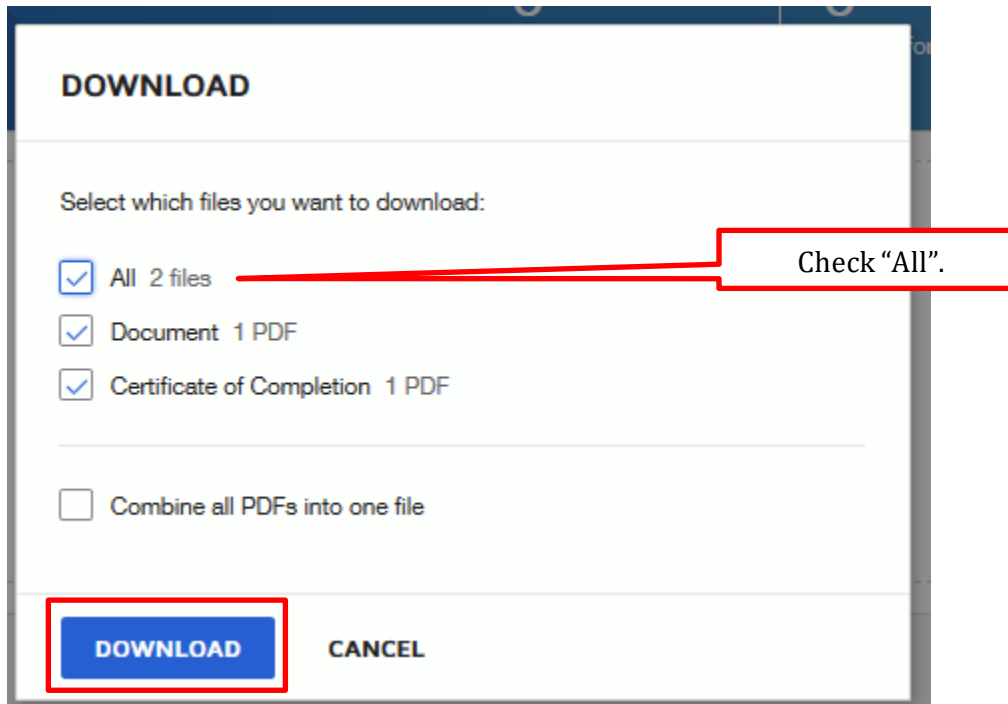 DOWNLOAD
Select which files you want to download:
All 2 files
Check “All”.
Document 1 PDF
Certificate of Completion 1 PDF
Combine all PDFs into one file
DOWNLOAD CANCEL